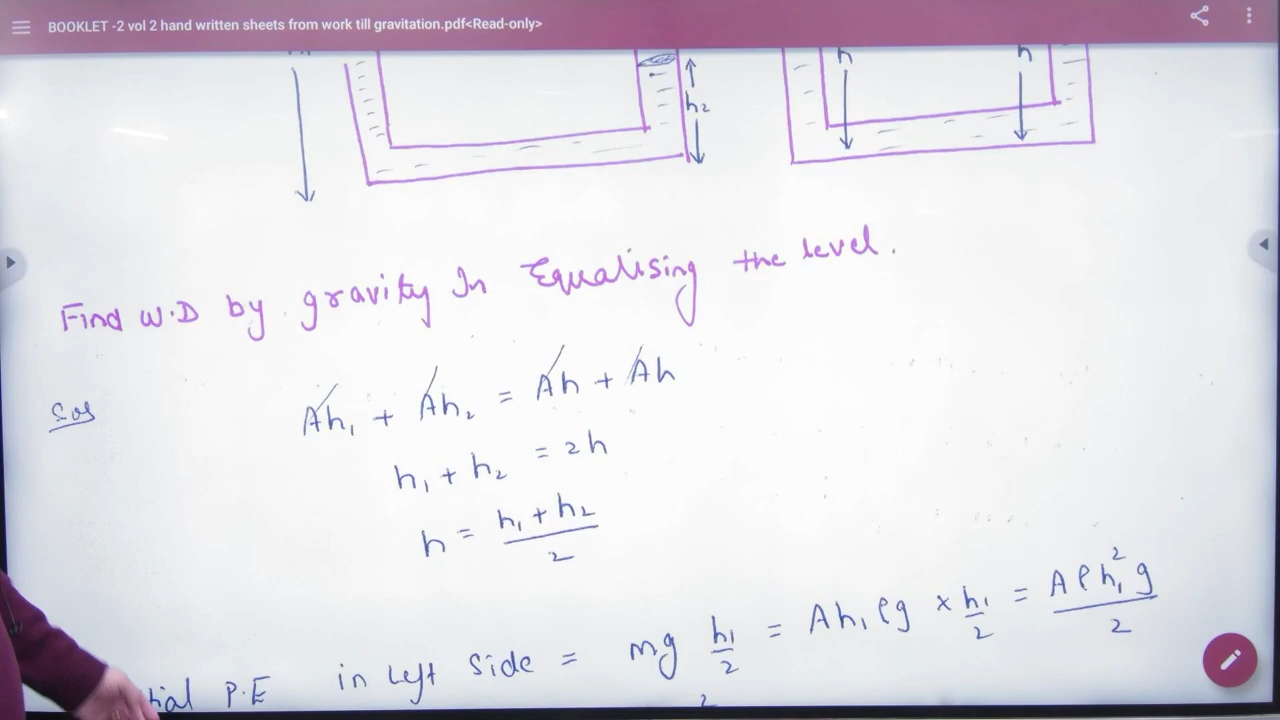 BOOKLET -2 vol 2 hand written sheets from work till gravitation.pdf<Read-only>
h₂
h
h
Find W.D by gravity In Equalising the level.
Sol
Ah₁ + Ah₂ = Ah + Ah
h₁ + h₂ = 2h
h = (h₁ + h₂)/2
P.E in left side = mg h₁/2 = Ah₁ρg × h₁/2 = Aρh₁²g/2